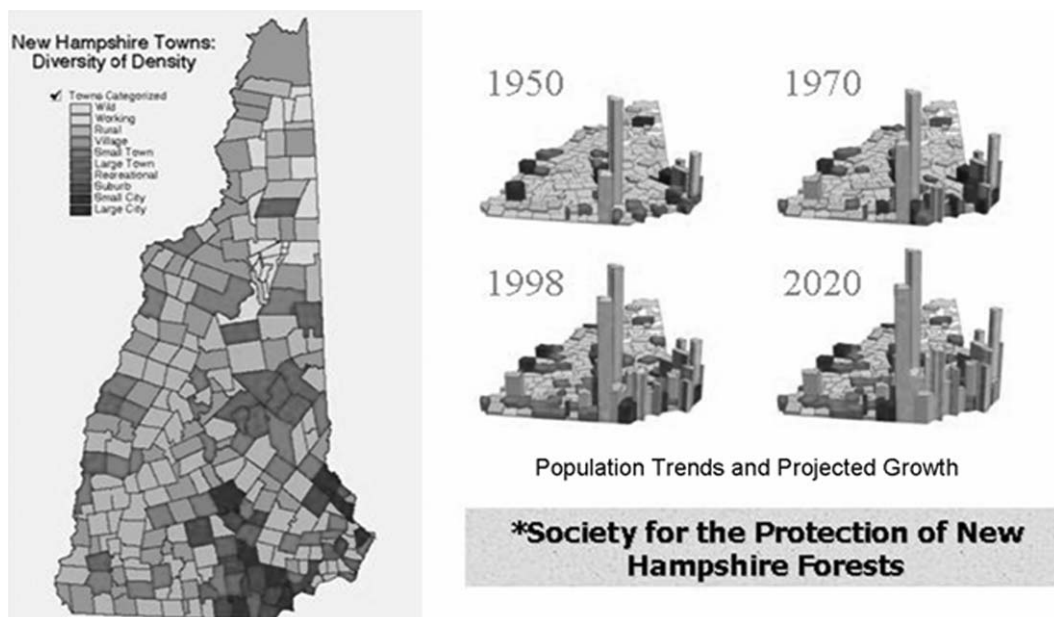 New Hampshire Towns:
Diversity of Density
Towns Categorized
Wild
Working
Rural
Village
Small Town
Large Town
Recreational
Suburb
Small City
Large City
1950
1970
1998
2020
Population Trends and Projected Growth
*Society for the Protection of New
Hampshire Forests